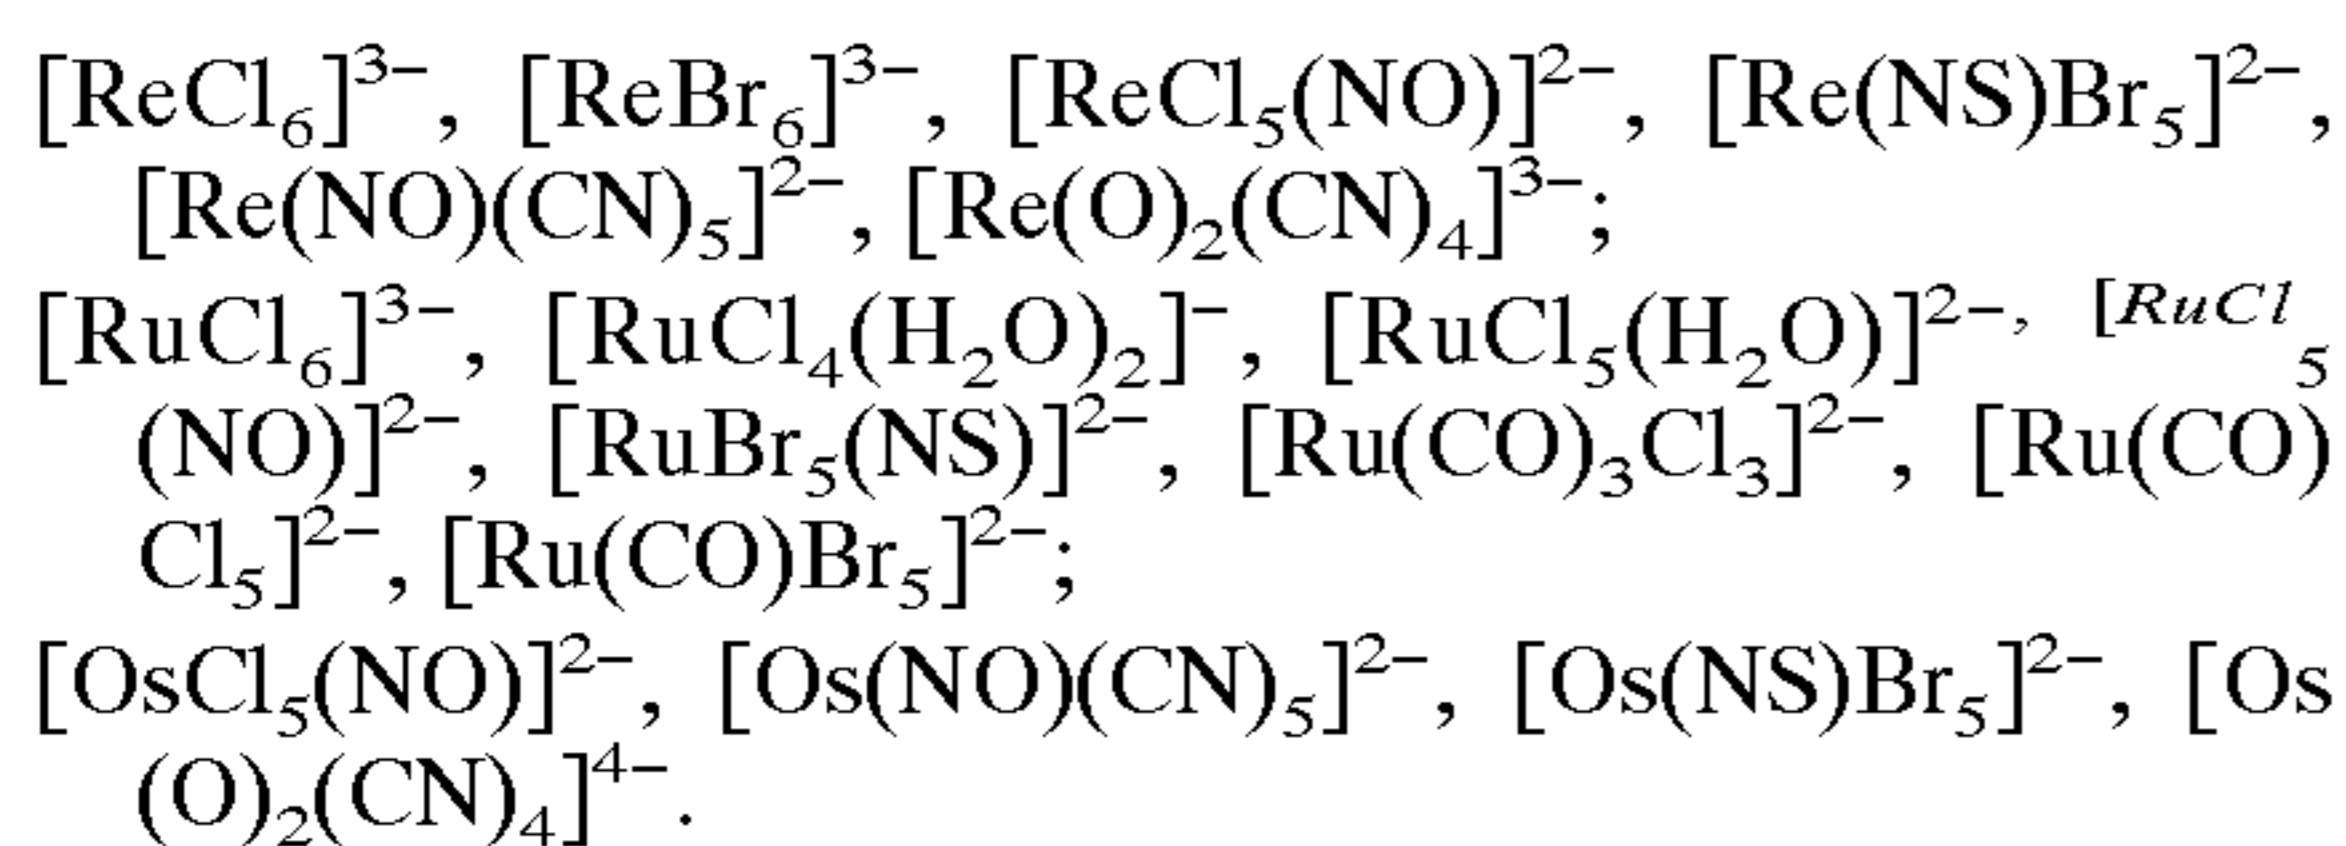 [ReCl₆]³⁻, [ReBr₆]³⁻, [ReCl₅(NO)]²⁻, [Re(NS)Br₅]²⁻,
[Re(NO)(CN)₅]²⁻, [Re(O)₂(CN)₄]³⁻;
[RuCl₆]³⁻, [RuCl₄(H₂O)₂]⁻, [RuCl₅(H₂O)]²⁻, [RuCl₅
(NO)]²⁻, [RuBr₅(NS)]²⁻, [Ru(CO)₃Cl₃]²⁻, [Ru(CO)
Cl₅]²⁻, [Ru(CO)Br₅]²⁻;
[OsCl₅(NO)]²⁻, [Os(NO)(CN)₅]²⁻, [Os(NS)Br₅]²⁻, [Os
(O)₂(CN)₄]⁴⁻.